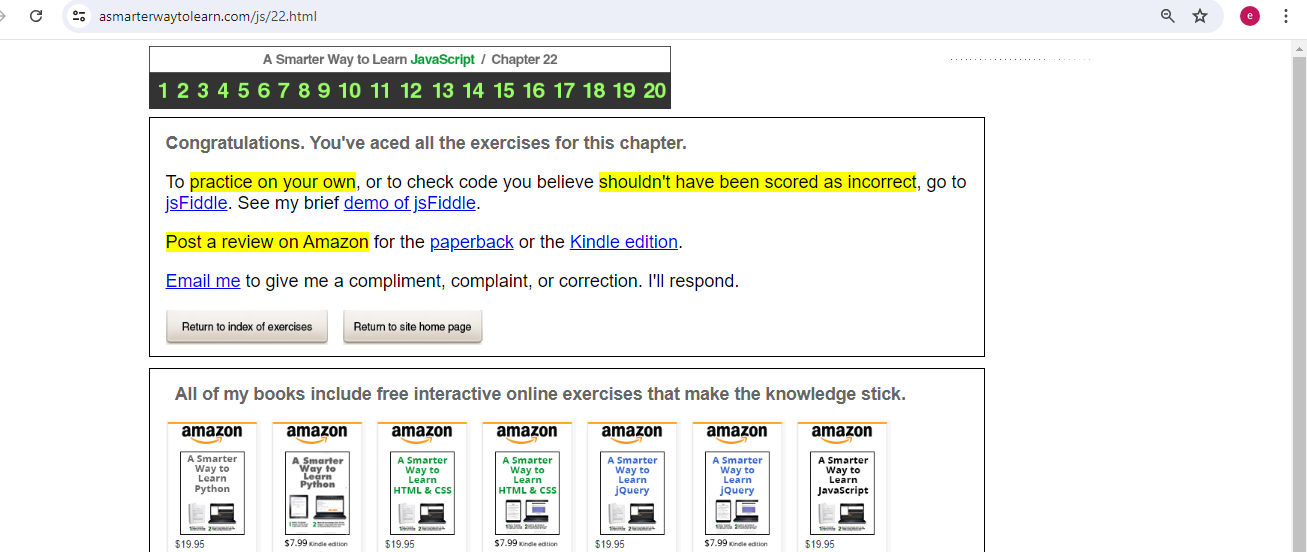 asmarterwaytolearn.com/js/22.html
e
A Smarter Way to Learn JavaScript / Chapter 22
1 2 3 4 5 6 7 8 9 10 11 12 13 14 15 16 17 18 19 20
Congratulations. You've aced all the exercises for this chapter.
To practice on your own, or to check code you believe shouldn't have been scored as incorrect, go to
jsFiddle. See my brief demo of jsFiddle.
Post a review on Amazon for the paperback or the Kindle edition.
Email me to give me a compliment, complaint, or correction. I'll respond.
Return to index of exercises Return to site home page
All of my books include free interactive online exercises that make the knowledge stick.
amazon amazon amazon amazon amazon amazon amazon
A Smarter A Smarter A Smarter A Smarter A Smarter A Smarter A Smarter
Way to Way to Way to Way to Way to Way to Way to
Learn Learn Learn Learn Learn Learn Learn
Python Python HTML & CSS HTML & CSS jQuery jQuery JavaScript
$19.95 $7.99 Kindle edition $19.95 $7.99 Kindle edition $19.95 $7.99 Kindle edition $19.95